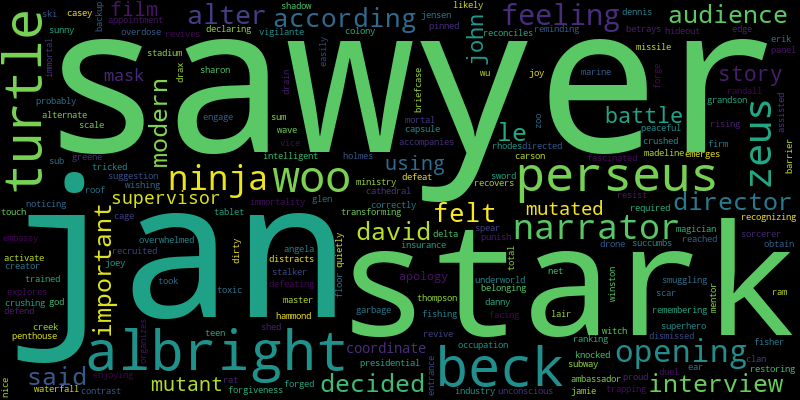 sawyer
jan
stark
turtle
albright
beck
perseus
woo
zeus
ninja
narrator
opening
alter
according
feeling
audience
film
john
story
mask
modern
le
battle
using
director
supervisor
important
felt
mutated
david
said
mutant
decided
coordinate
interview
ski
casey
backup
shadow
appointment
overdose
revives
sunny
immortal
declaring
vigilante
stadium
jensen
pinned
likely
reconciles
colony
easily
dennis
reminding
betrays
hideout
edge
missile
erik
panel
probably
alternate
scale
sub
greene
tricked
roof
suggestion
wishing
drax
sharon
engage
sum
wave
vice
drain
intelligent
holmes
briefcase
mortal
capsule
accompanies
wu
joy
marine
forge
randall
grandson
assisted
rising
peaceful
crushed
firm
madeline
emerges
barrier
zoo
rhodes
directed
defeat
carson
fascinated
ministry
cathedral
sword
recovers
noticing
touch
cage
tablet
immortality
glen
transforming
correctly
resist
required
magician
recognizing
sorcerer
reached
obtain
embassy
activate
creator
trained
explores
crushing
god
defend
recruited
overwhelmed
joey
took
toxic
dirty
angela
distracts
stalker
defeating
master
hammond
quietly
floor
insurance
delta
spear
punish
total
drone
succumbs
underworld
belonging
net
lair
winston
smuggling
scar
remembering
superhero
mentor
ram
apology
thompson
fishing
facing
danny
garbage
revive
witch
ranking
dismissed
fisher
creek
penthouse
organizes
teen
shed
presidential
occupation
knocked
subway
ear
clan
restoring
nice
waterfall
contrast
enjoying
rat
forgiveness
forged
entrance
industry
unconscious
ambassador
jamie
proud
trapping
duel